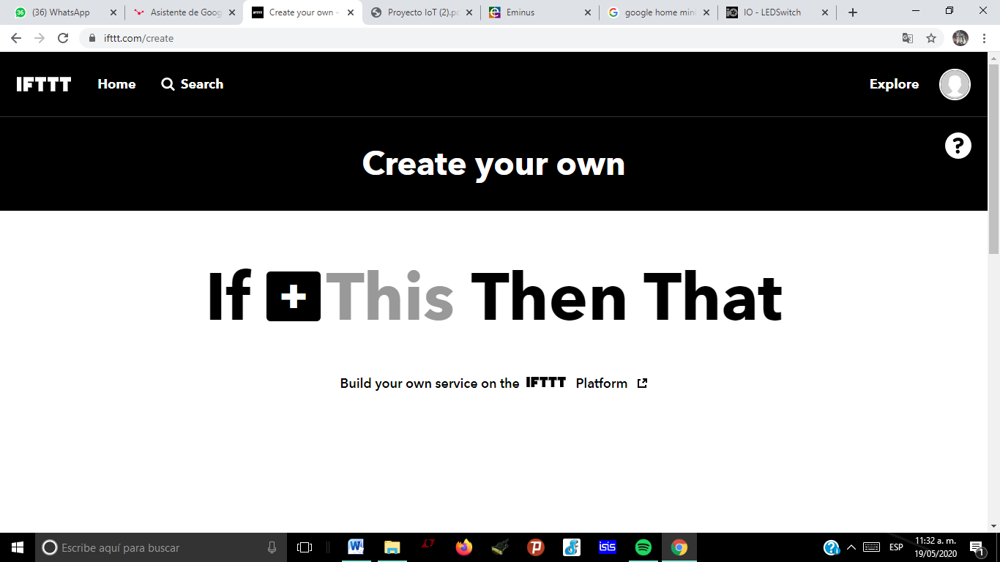 (36) WhatsApp
Asistente de Goog
Create your own -
Proyecto IoT (2).pc
Eminus
google home mini
IO - LEDSwitch
ifttt.com/create
IFTTT
Home
Search
Explore
Create your own
?
If + This Then That
Build your own service on the IFTTT Platform
Escribe aquí para buscar
ESP
11:32 a. m.
19/05/2020
1